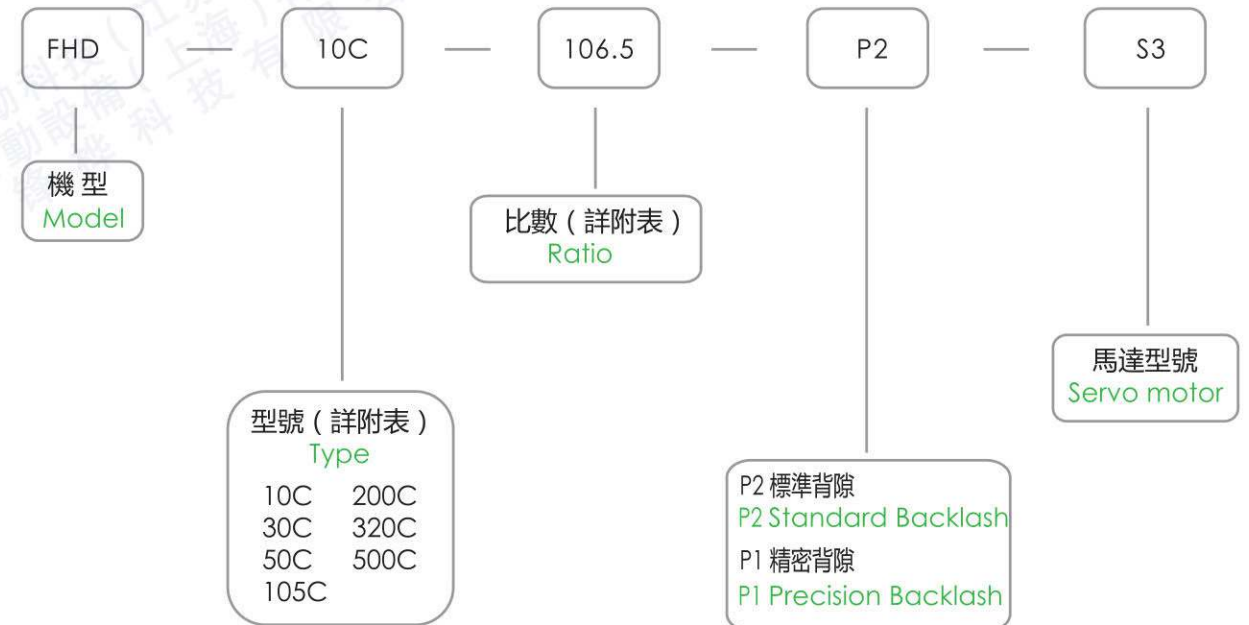 FHD — 10C — 106.5 — P2 — S3
機型
Model
比數（詳附表）
Ratio
馬達型號
Servo motor
型號（詳附表）
Type
10C 200C
30C 320C
50C 500C
105C
P2 標準背隙
P2 Standard Backlash
P1 精密背隙
P1 Precision Backlash